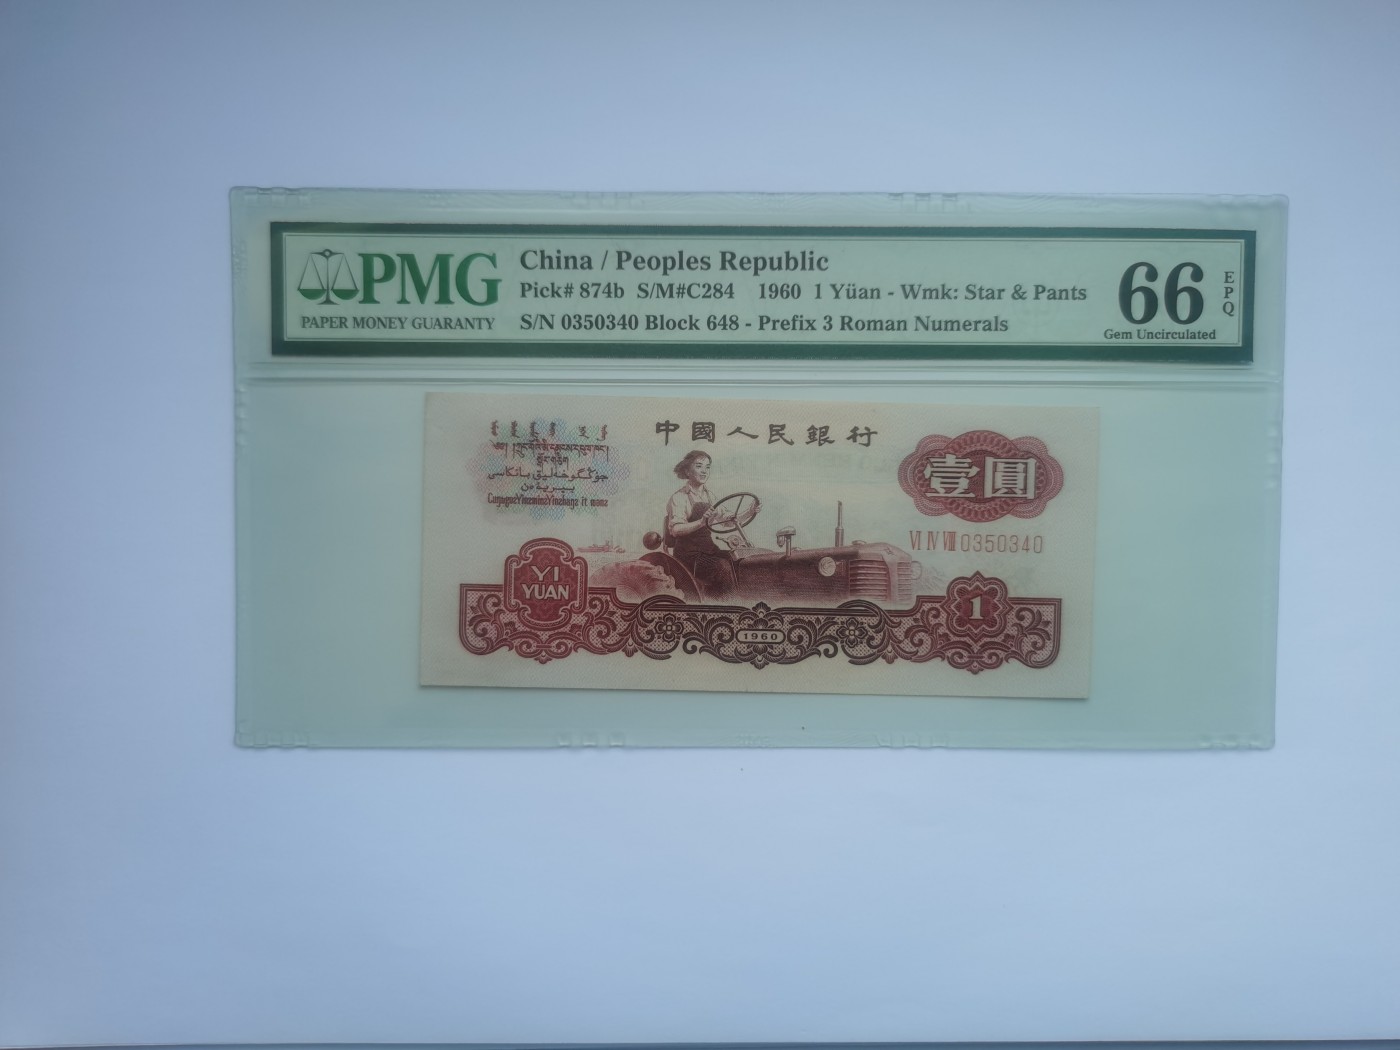 PMG
PAPER MONEY GUARANTY
China / Peoples Republic
Pick# 874b S/M#C284 1960 1 Yüan - Wmk: Star & Pants
S/N 0350340 Block 648 - Prefix 3 Roman Numerals
66
EPQ
Gem Uncirculated
中國人民銀行
壹圓
VI IV VIII 0350340
YI
YUAN
1960
1